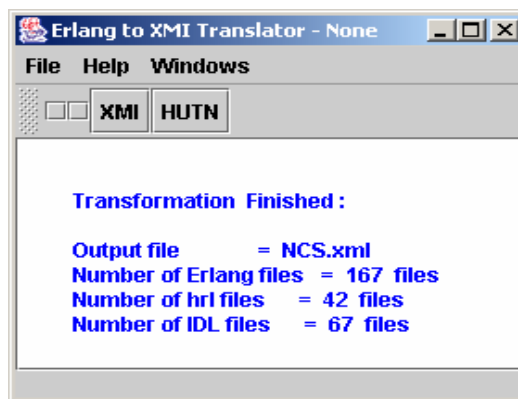 Erlang to XMI Translator - None
File Help Windows
XMI HUTN
Transformation Finished :
Output file = NCS.xml
Number of Erlang files = 167 files
Number of hrl files = 42 files
Number of IDL files = 67 files